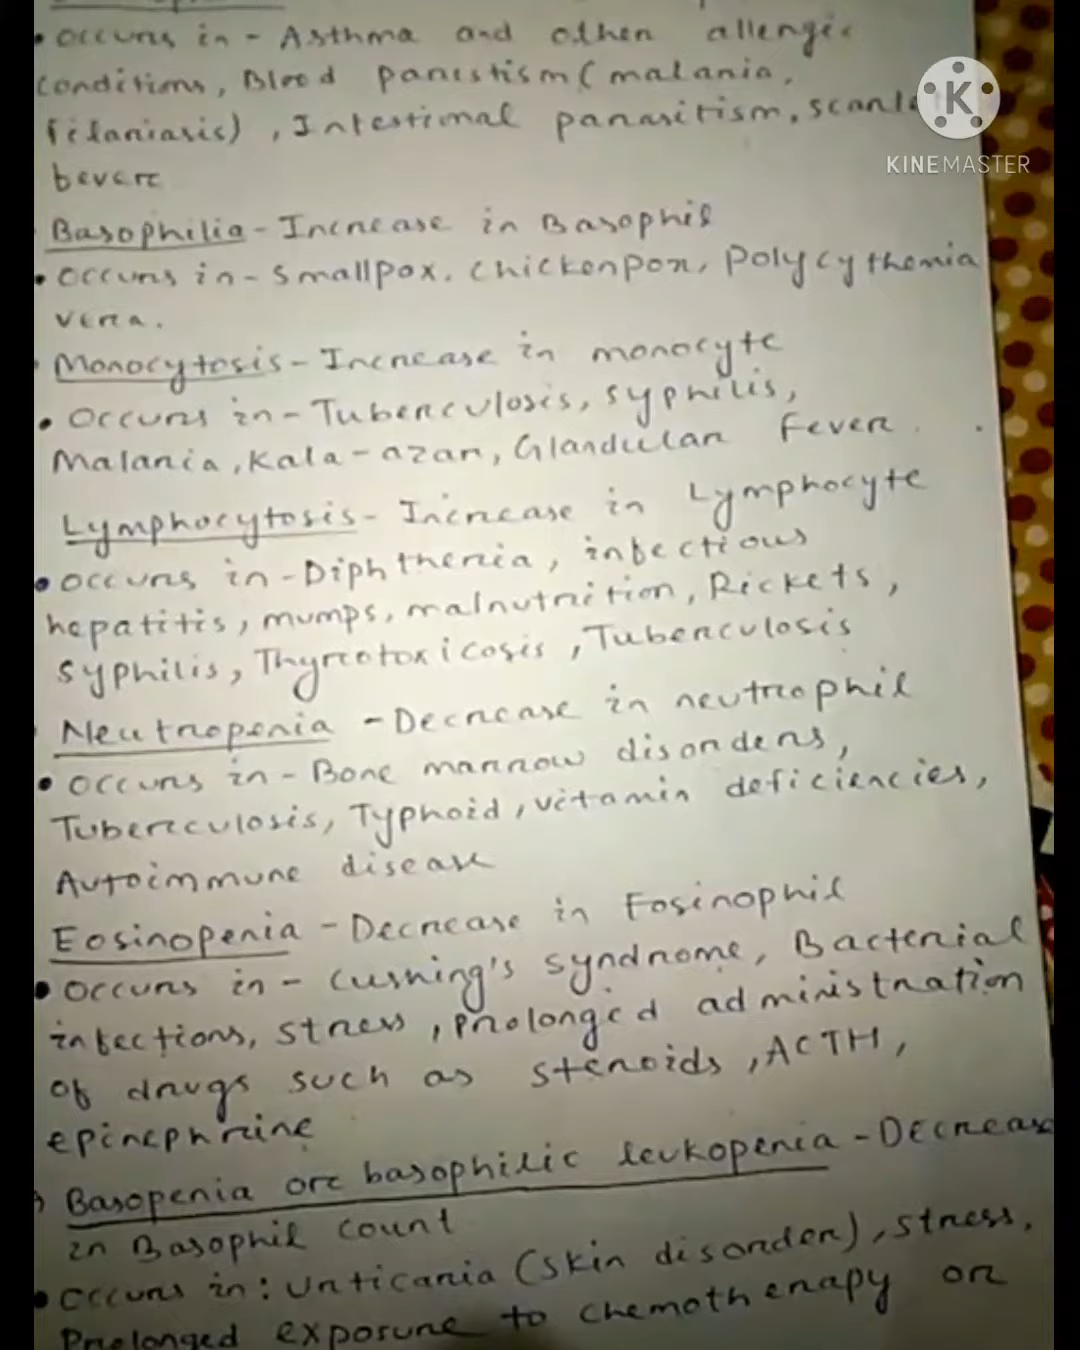 • Occurs in - Asthma and other allergic
conditions, Blood parastism (malaria,
filariasis), Intestinal parasitism, scarl
fever
KINEMASTER
Basophilia - Increase in Basophil
• Occurs in - Smallpox, Chickenpox, Polycythemia
vera.
Monocytosis - Increase in monocyte
• Occurs in - Tuberculosis, syphilis,
Malaria, Kala-azar, Glandular Fever.
Lymphocytosis - Increase in Lymphocyte
• Occurs in - Diphtheria, infectious
hepatitis, mumps, malnutrition, Rickets,
syphilis, Thyrotoxicosis, Tuberculosis
Neutropenia - Decrease in neutrophil
• Occurs in - Bone marrow disorders,
Tuberculosis, Typhoid, vitamin deficiencies,
Autoimmune disease
Eosinopenia - Decrease in Eosinophil
• Occurs in - Cushing's syndrome, Bacterial
infections, stress, prolonged administration
of drugs such as steroids, ACTH,
epinephrine
Basopenia or basophilic leukopenia - Decrease
in Basophil count
• Occurs in: Urticaria (skin disorder), stress,
Prolonged exposure to chemotherapy or